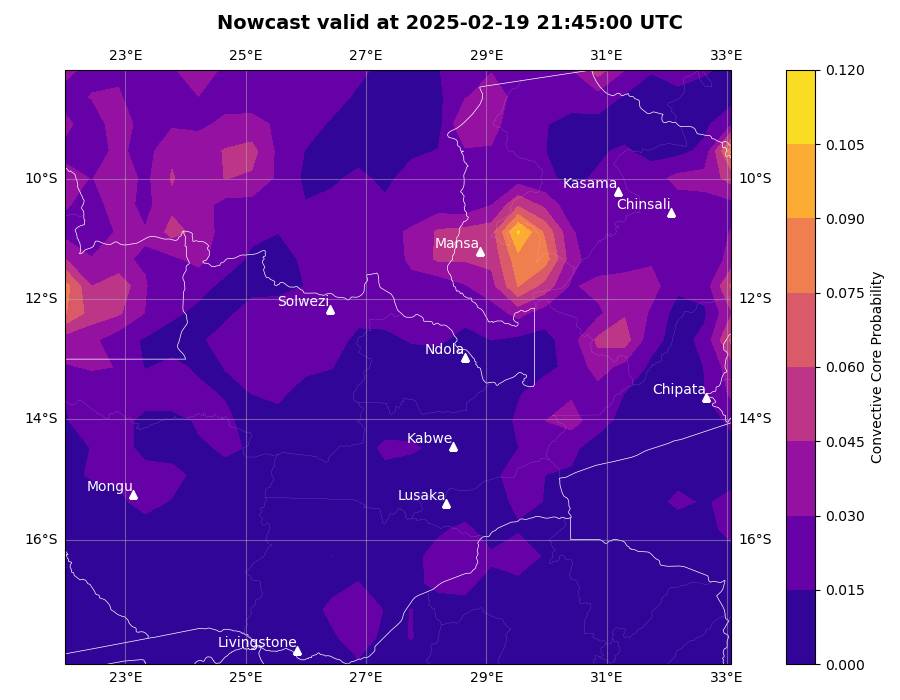 Nowcast valid at 2025-02-19 21:45:00 UTC
23°E 25°E 27°E 29°E 31°E 33°E
0.120
0.105
10°S Kasama 10°S
Chinsali
0.090
Mansa
0.075
12°S Solwezi 12°S
Convective Core Probability
0.060
Ndola
Chipata
14°S 14°S
0.045
Kabwe
Mongu
Lusaka
0.030
16°S 16°S
0.015
Livingstone
0.000
23°E 25°E 27°E 29°E 31°E 33°E